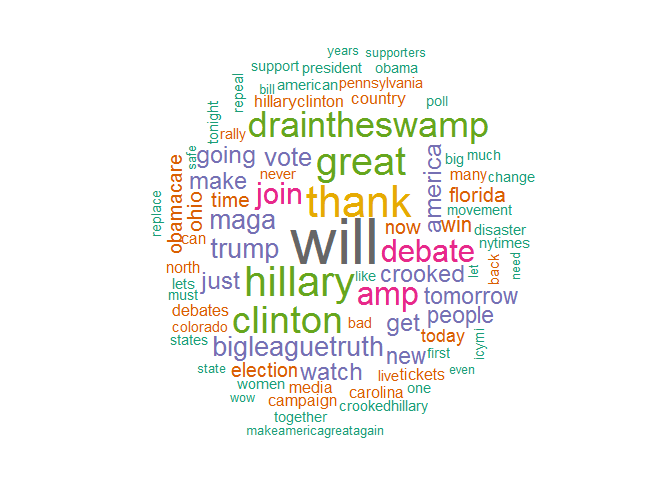 years
supporters
support
president
obama
bill
american
pennsylvania
repeal
hillaryclinton
country
poll
tonight
rally
draintheswamp
safe
going
vote
great
america
big
much
never
many
change
make
join
thank
florida
obamacare
ohio
time
movement
replace
maga
now
win
disaster
can
trump
will
debate
nytimes
north
back
need
lets
just
hillary
like
crooked
let
must
amp
tomorrow
debates
clinton
get
people
colorado
bad
states
bigleaguetruth
new
today
first
icymi
state
election
watch
live
tickets
even
women
media
carolina
one
wow
campaign
crookedhillary
together
makeamericagreatagain